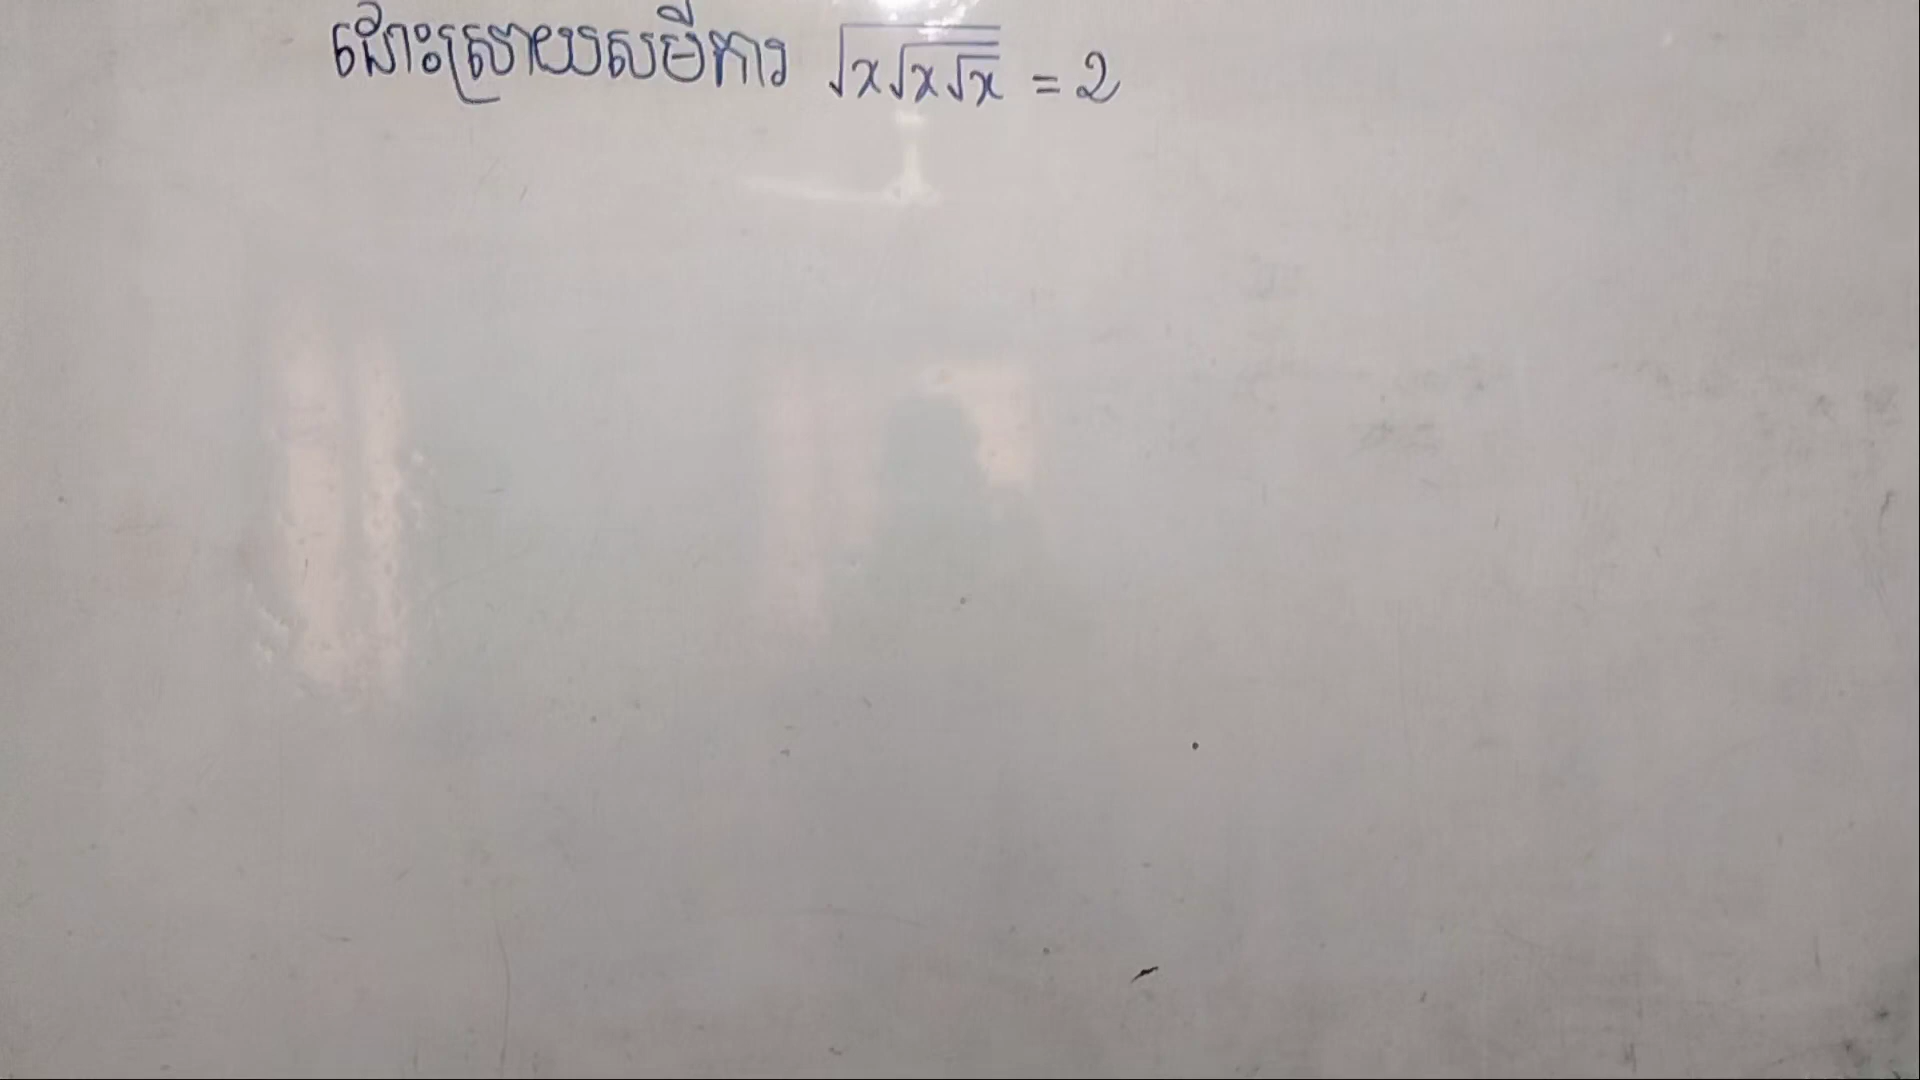 ដោះស្រាយសមីការ √(x√(x√x)) = 2